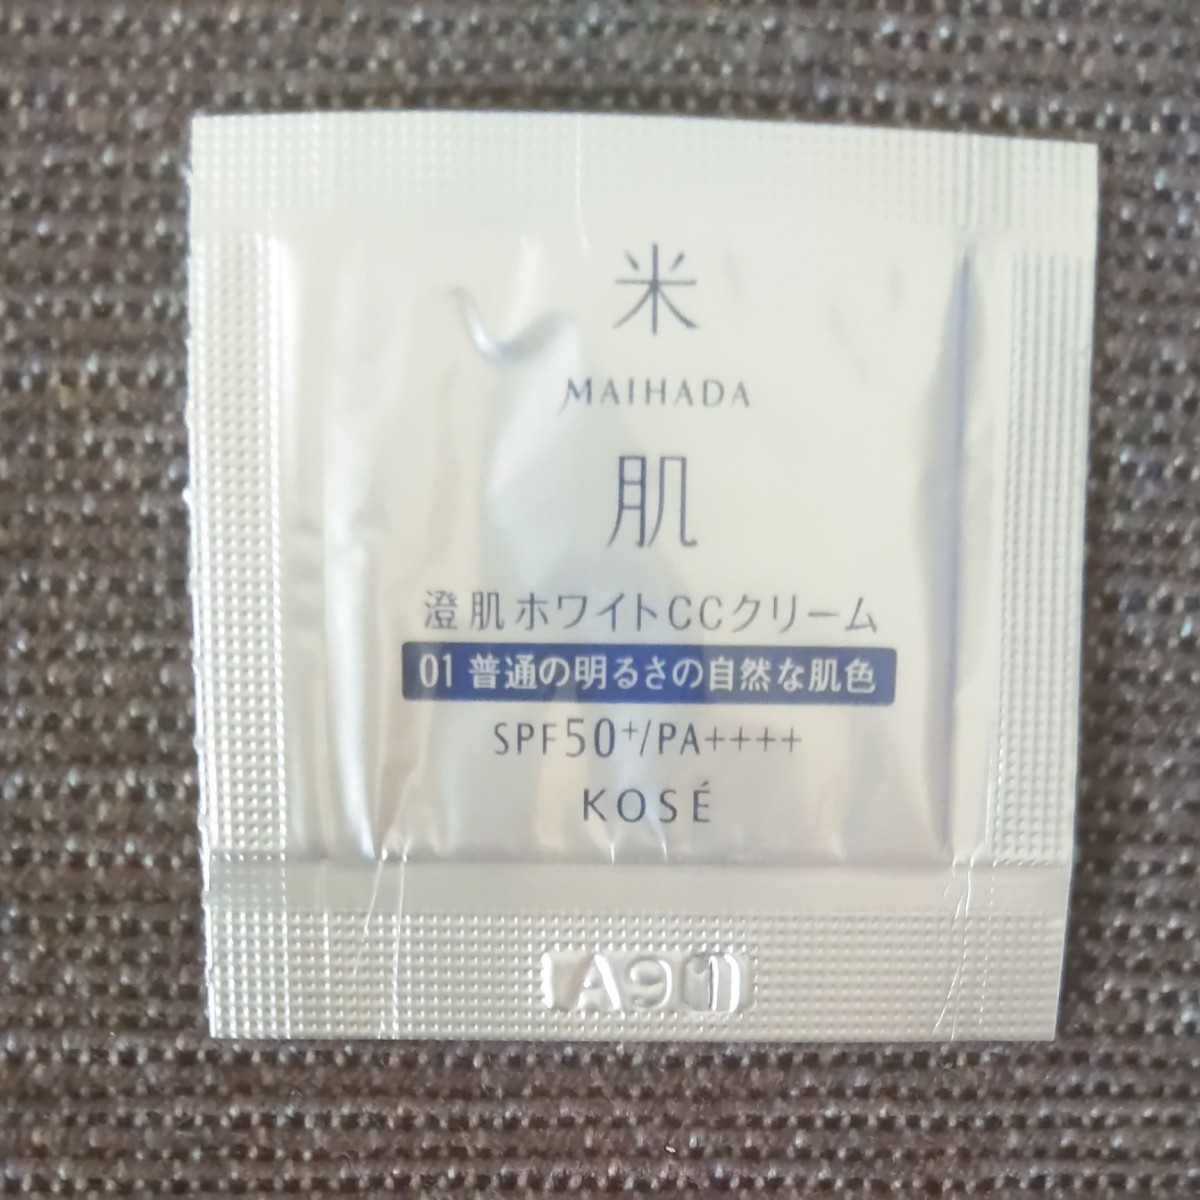 米
MAIHADA
肌
澄肌ホワイトCCクリーム
01 普通の明るさの自然な肌色
SPF50+/PA++++
KOSÉ
A91